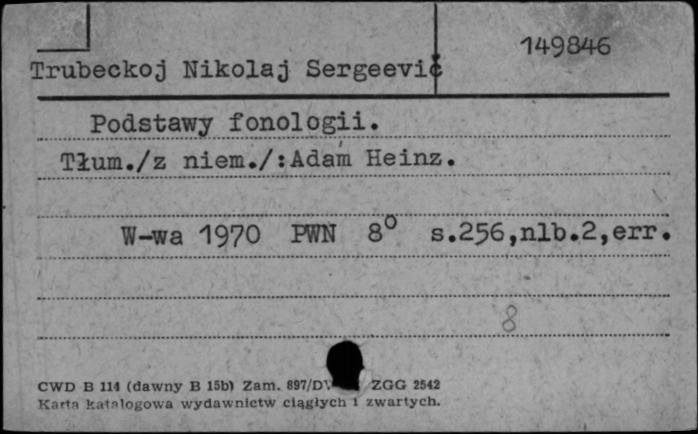 149846
Trubeckoj Nikolaj Sergeevič
Podstawy fonologii.
Tłum./z niem./:Adam Heinz.
W-wa 1970 PWN 8° s.256,nlb.2,err.
8
CWD B 114 (dawny B 15b) Zam. 897/ ZGG 2542
Karta katalogowa wydawnictw ciągłych i zwartych.